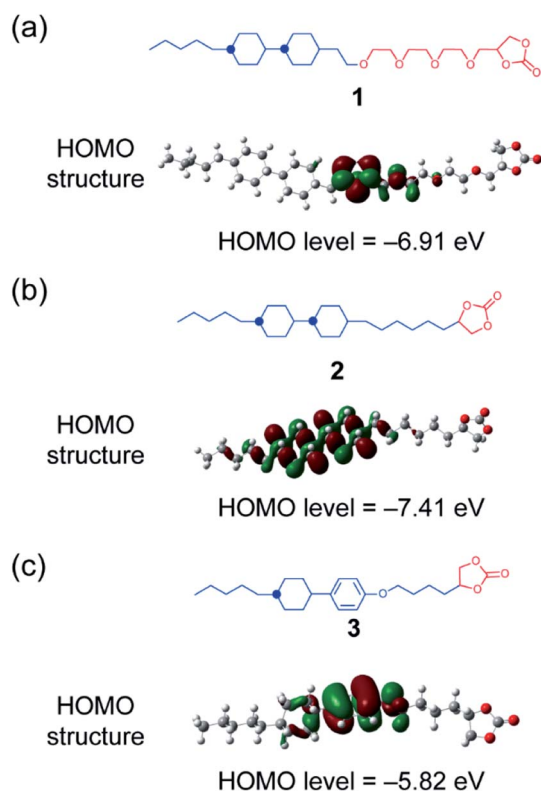 (a)
O
O O O O O O
1
HOMO
structure
HOMO level = –6.91 eV
(b)
O
O
O
2
HOMO
structure
HOMO level = –7.41 eV
(c)
O
O
O O
3
HOMO
structure
HOMO level = –5.82 eV